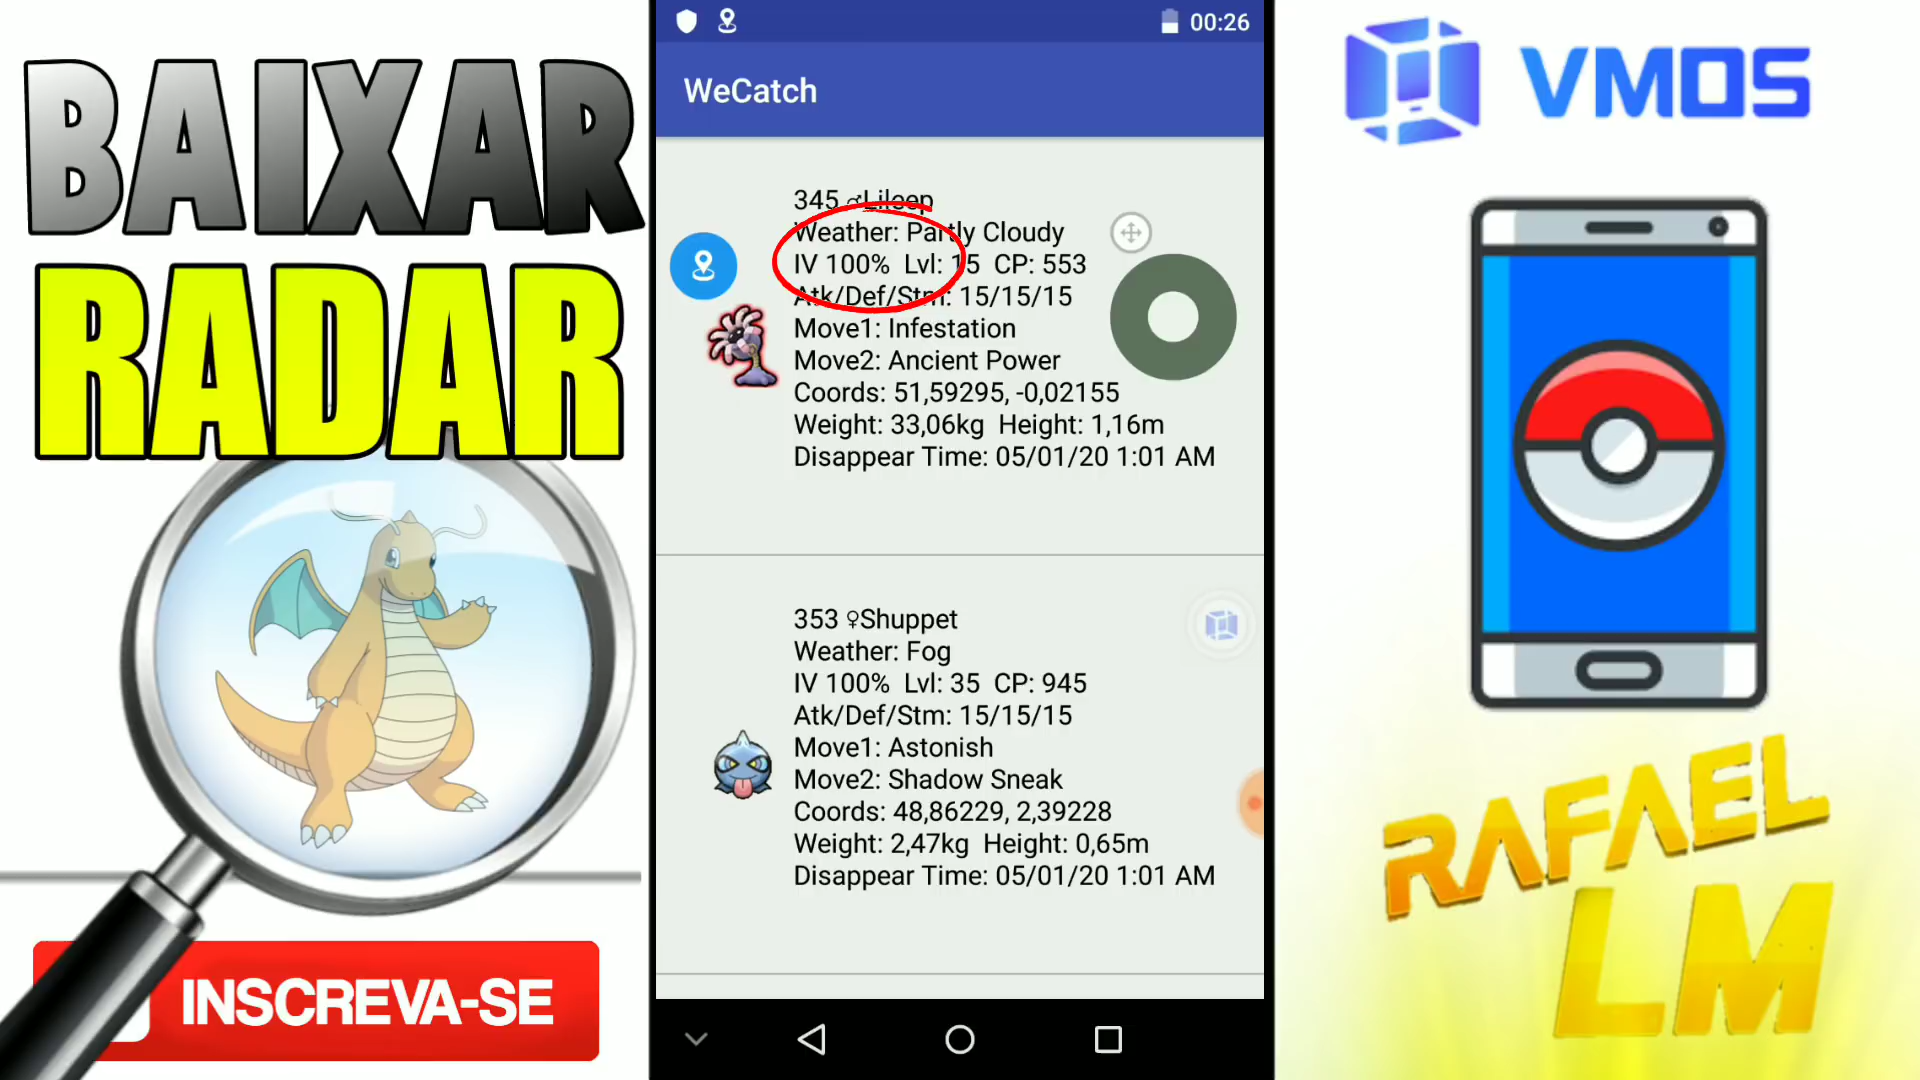 BAIXAR
RADAR
INSCREVA-SE
00:26
WeCatch
345 ♂Lileep
Weather: Partly Cloudy
IV 100% Lvl: 15 CP: 553
Atk/Def/Stm: 15/15/15
Move1: Infestation
Move2: Ancient Power
Coords: 51,59295, -0,02155
Weight: 33,06kg Height: 1,16m
Disappear Time: 05/01/20 1:01 AM
353 ♀Shuppet
Weather: Fog
IV 100% Lvl: 35 CP: 945
Atk/Def/Stm: 15/15/15
Move1: Astonish
Move2: Shadow Sneak
Coords: 48,86229, 2,39228
Weight: 2,47kg Height: 0,65m
Disappear Time: 05/01/20 1:01 AM
VMOS
RAFAEL
LM